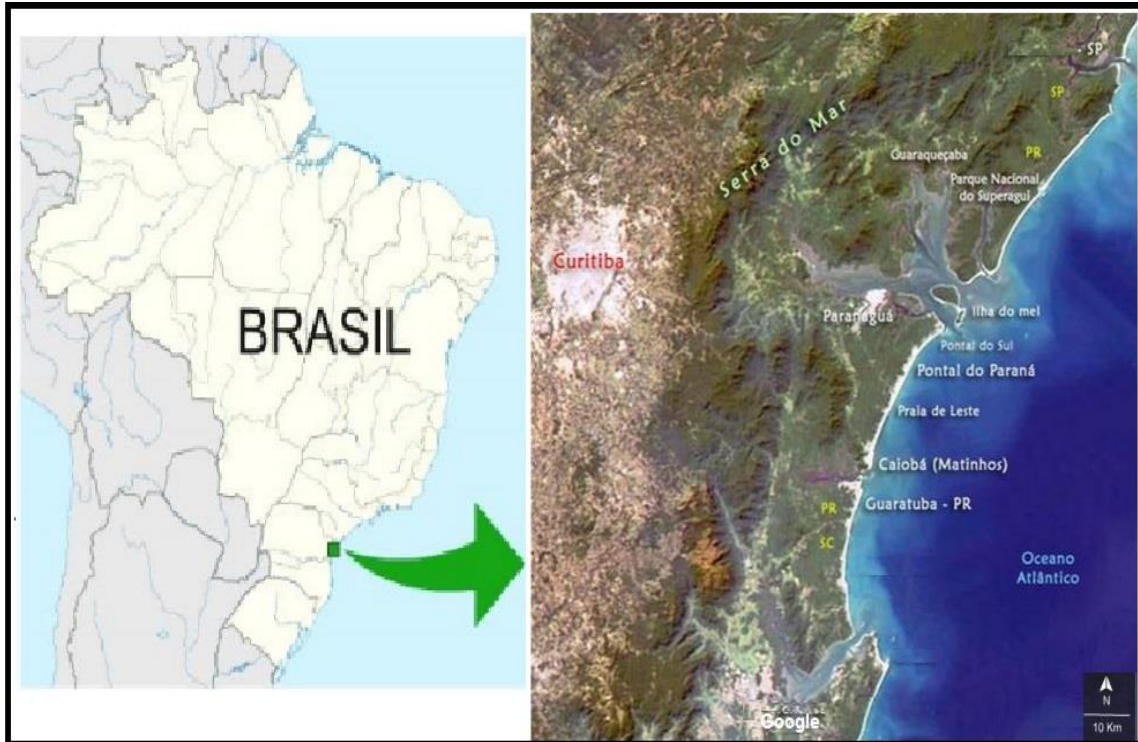 BRASIL
SP
SP
Serra do Mar
PR
Guaraqueçaba
Parque Nacional
do Superagui
Curitiba
Paranaguá
Ilha do mel
Pontal do Sul
Pontal do Paraná
Praia de Leste
Caiobá (Matinhos)
PR
Guaratuba - PR
SC
Oceano
Atlântico
Google
N
10 Km